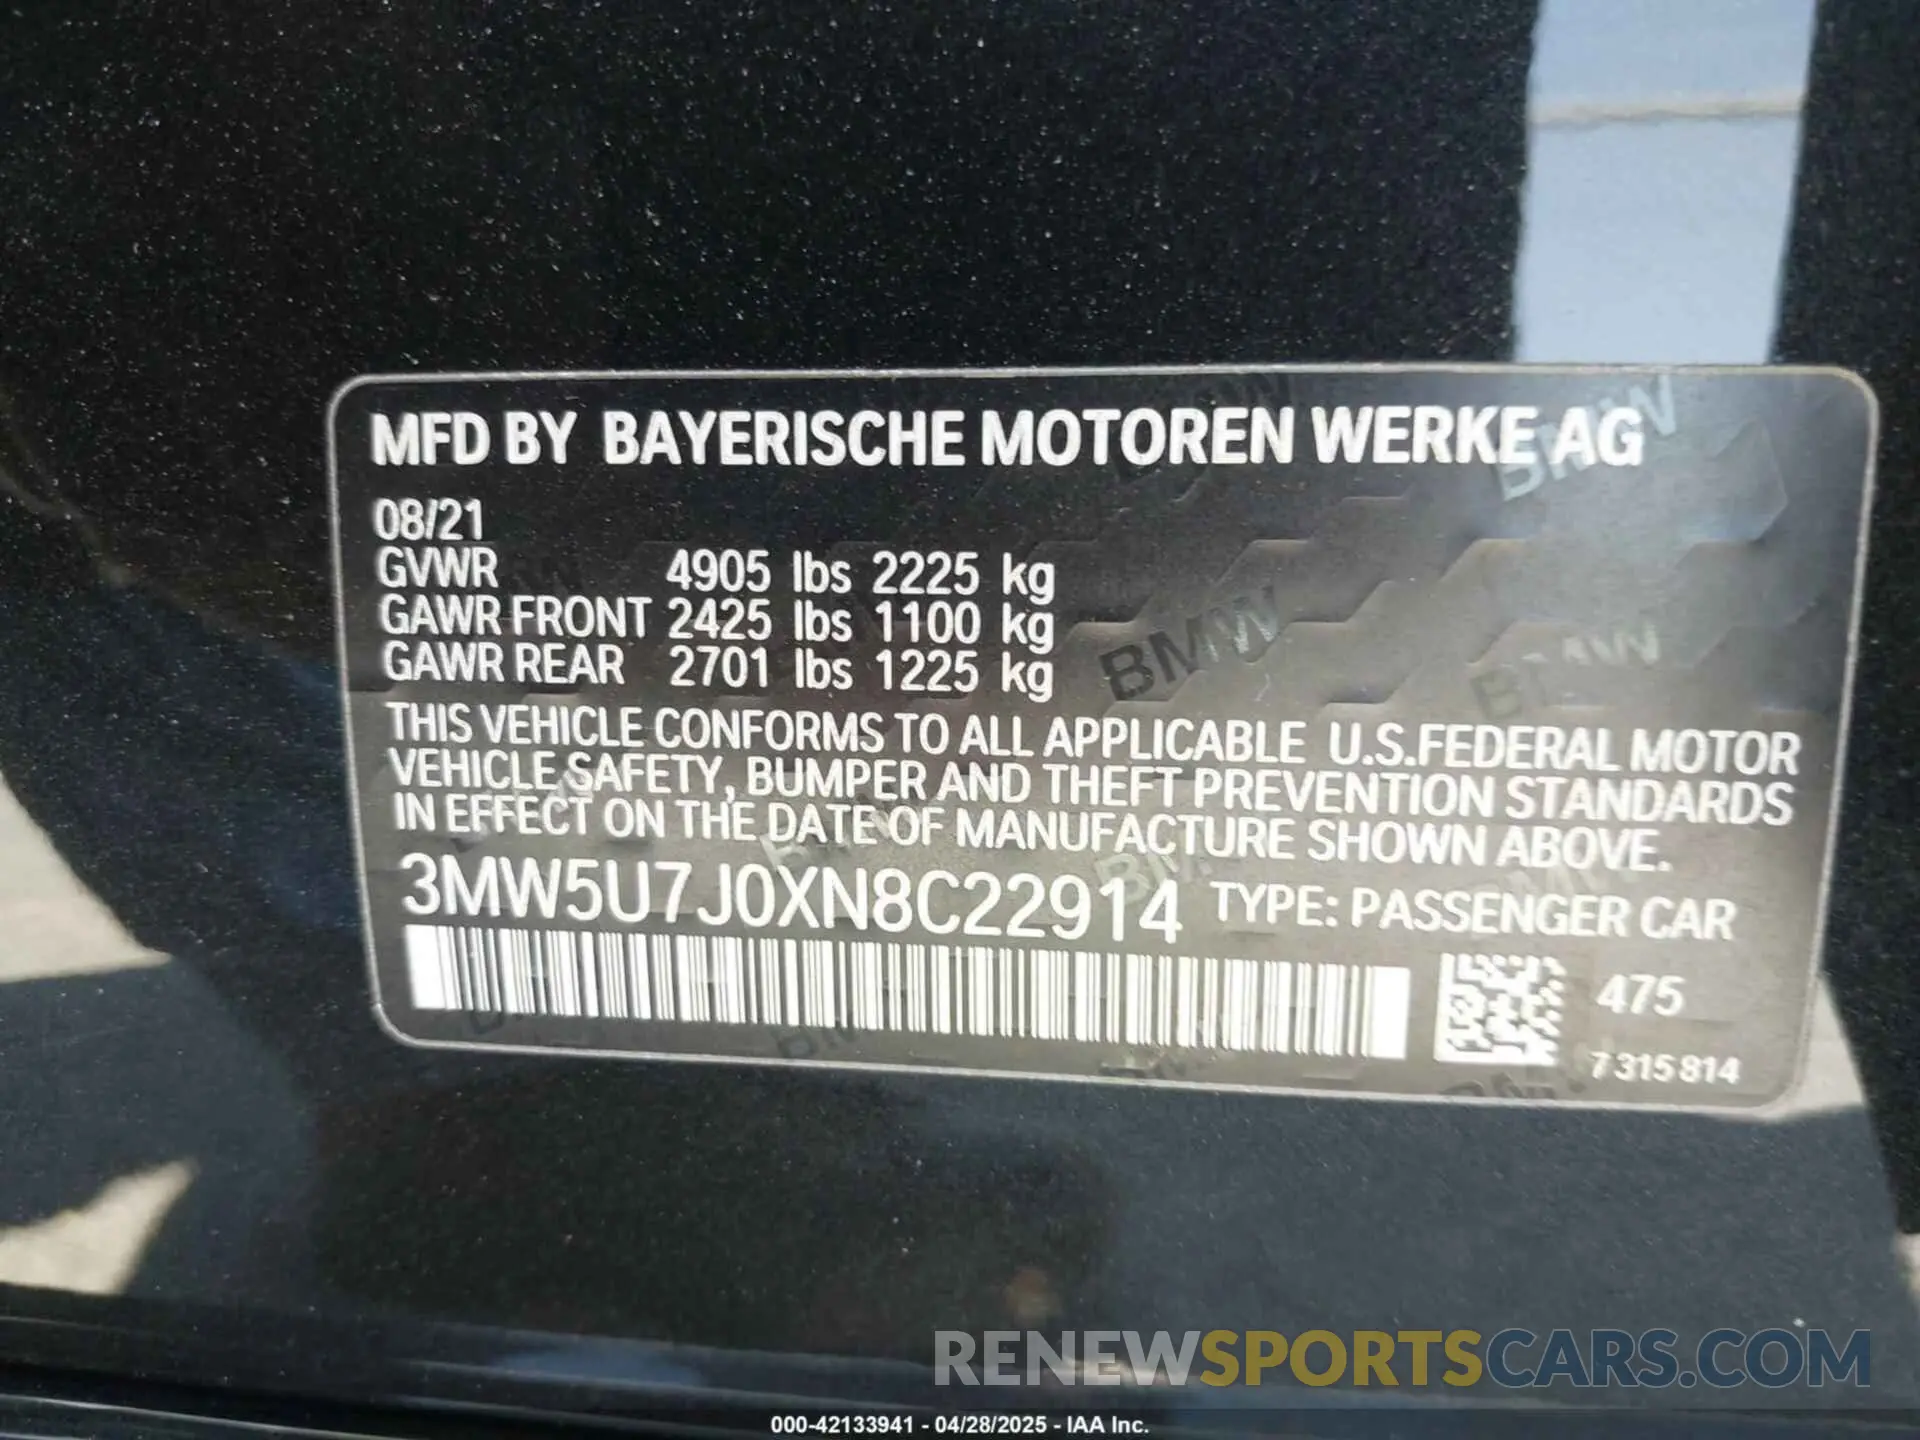 MFD BY BAYERISCHE MOTOREN WERKE AG
08/21
GVWR 4905 lbs 2225 kg
GAWR FRONT 2425 lbs 1100 kg
GAWR REAR 2701 lbs 1225 kg
THIS VEHICLE CONFORMS TO ALL APPLICABLE U.S.FEDERAL MOTOR
VEHICLE SAFETY, BUMPER AND THEFT PREVENTION STANDARDS
IN EFFECT ON THE DATE OF MANUFACTURE SHOWN ABOVE.
3MW5U7J0XN8C22914 TYPE: PASSENGER CAR
475
7315814
RENEWSPORTSCARS.COM
000-42133941 - 04/28/2025 - IAA Inc.